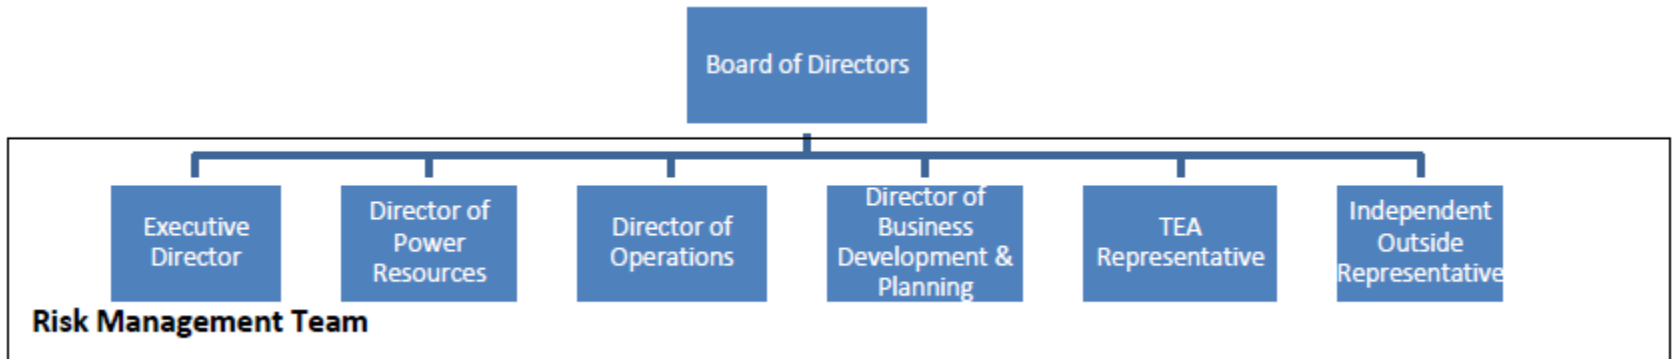 Board of Directors
Executive
Director
Director of
Power
Resources
Director of
Operations
Director of
Business
Development &
Planning
TEA
Representative
Independent
Outside
Representative
Risk Management Team